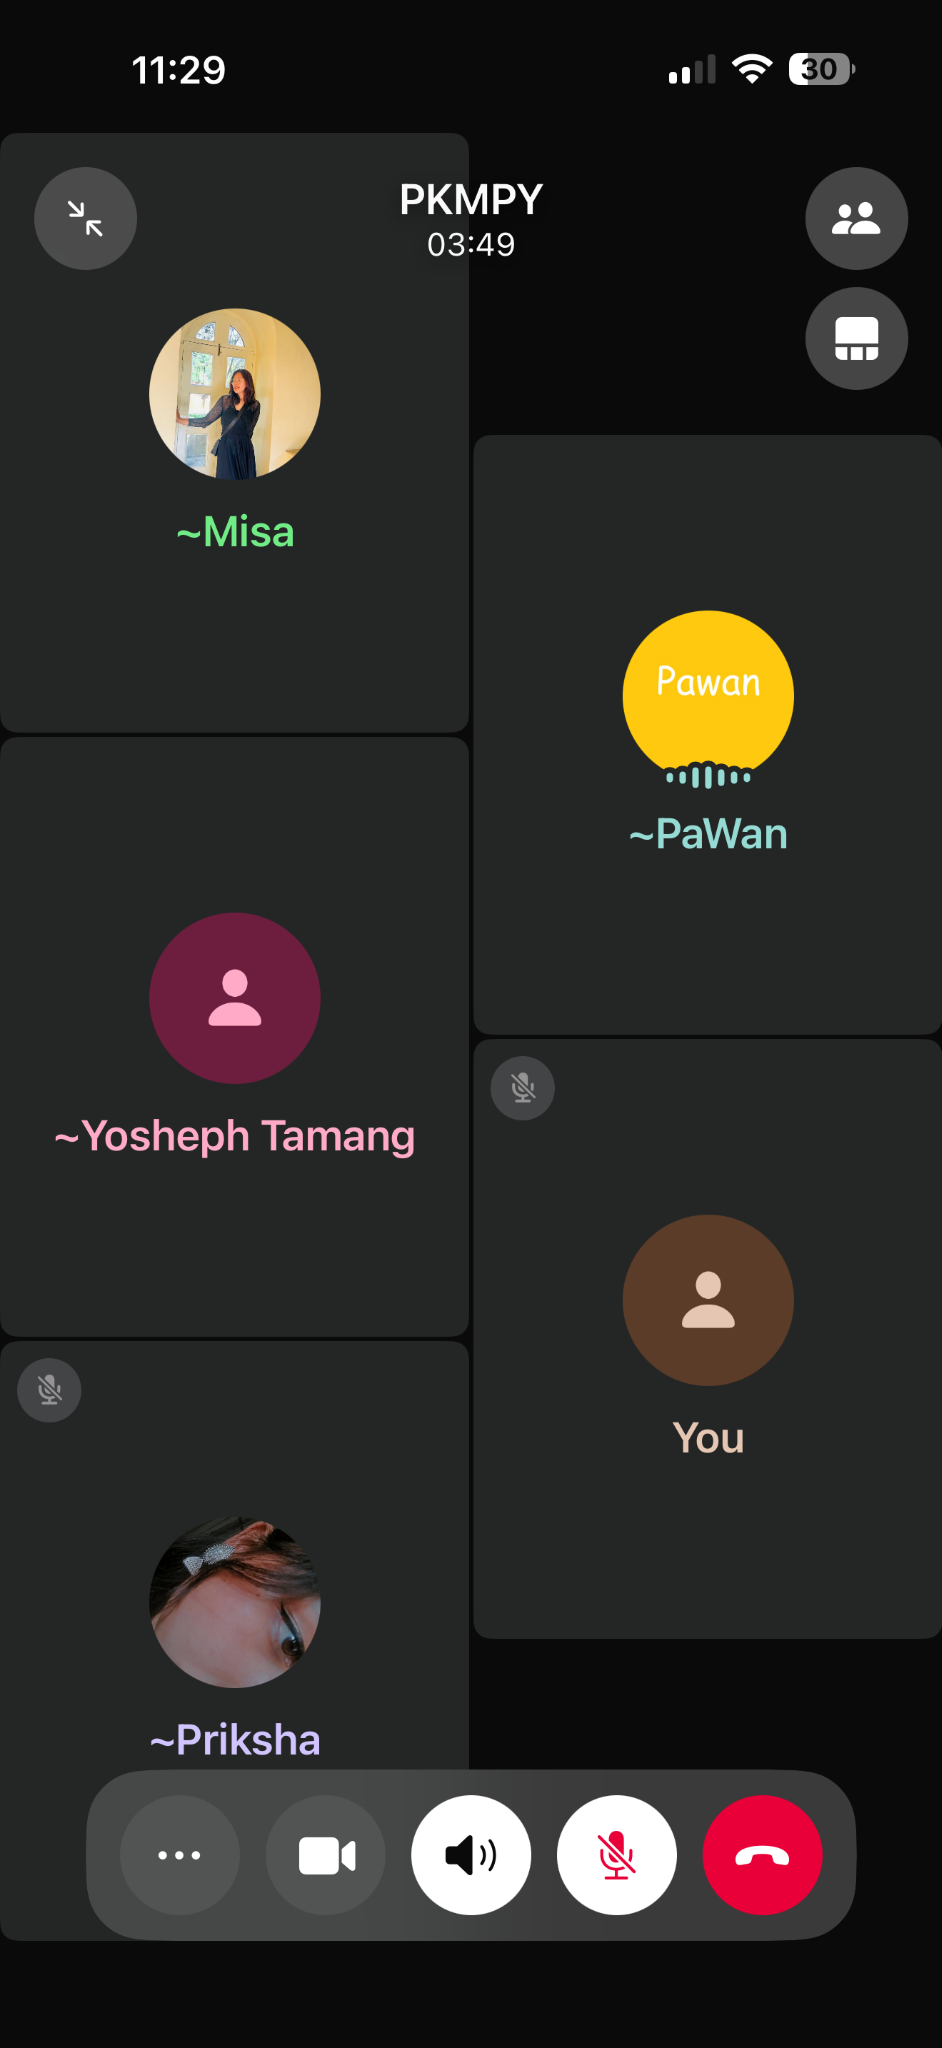 11:29
30
PKMPY
03:49
~Misa
Pawan
~PaWan
~Yosheph Tamang
You
~Priksha